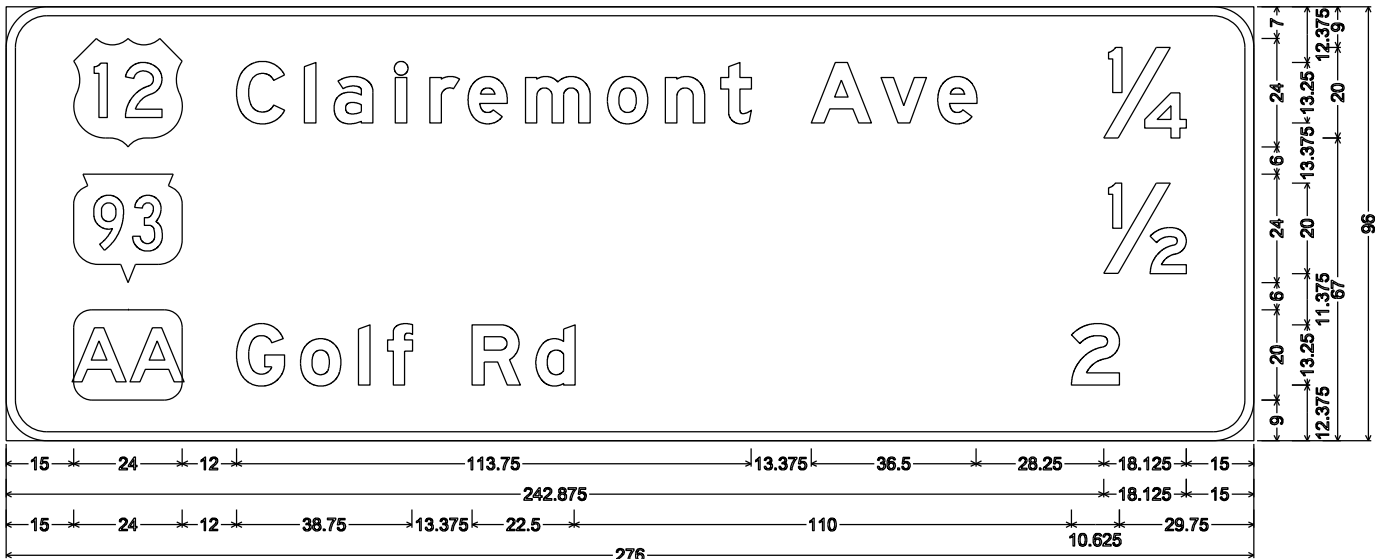 12 Clairemont Ave 1/4
93 1/2
AA Golf Rd 2
7 24 6 24 6 20 9
12.375 13.25 13.375 20 11.375 13.25 12.375
9 20 67
96
15 24 12 113.75 13.375 36.5 28.25 18.125 15
242.875 18.125 15
15 24 12 38.75 13.375 22.5 110 10.625 29.75
276